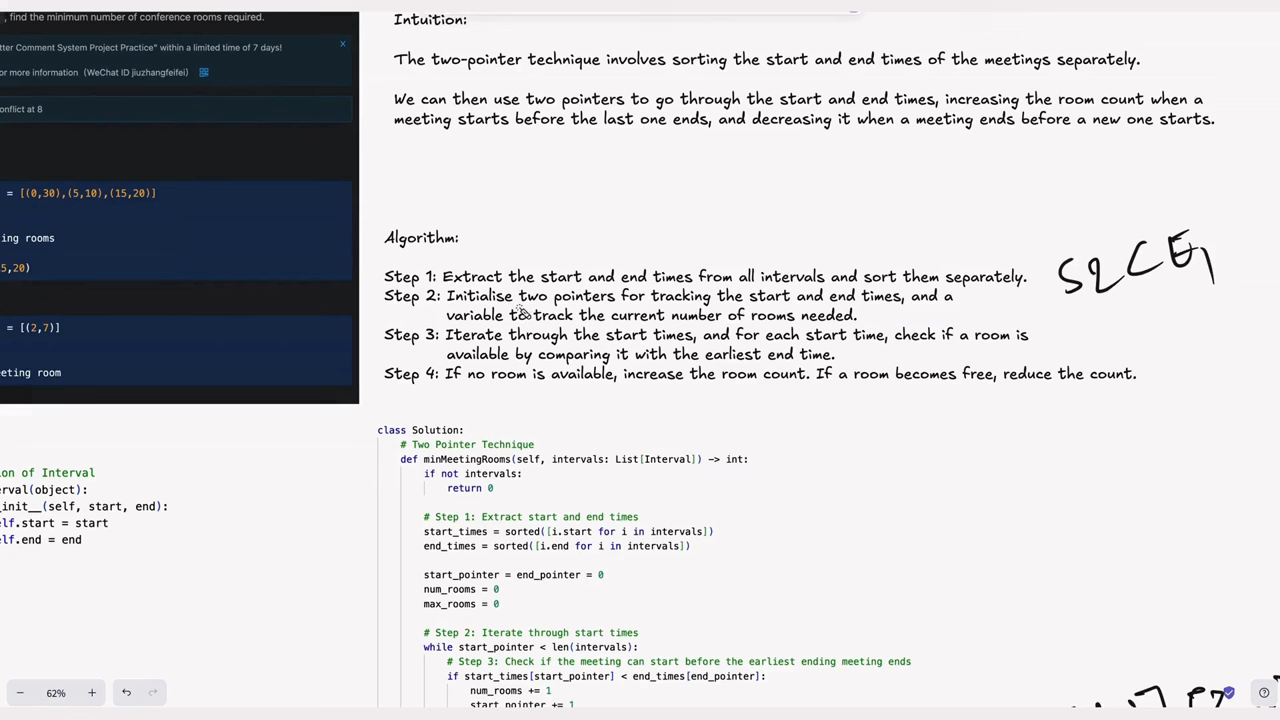 , find the minimum number of conference rooms required.
tter Comment System Project Practice" within a limited time of 7 days!
X
or more information (WeChat ID jiuzhangfeifei)
onflict at 8
= [(0,30),(5,10),(15,20)]
ing rooms
5,20)
= [(2,7)]
eeting room
on of Interval
erval(object):
_init__(self, start, end):
elf.start = start
elf.end = end
62%
Intuition:
The two-pointer technique involves sorting the start and end times of the meetings separately.
We can then use two pointers to go through the start and end times, increasing the room count when a
meeting starts before the last one ends, and decreasing it when a meeting ends before a new one starts.
Algorithm:
Step 1: Extract the start and end times from all intervals and sort them separately.
Step 2: Initialise two pointers for tracking the start and end times, and a
variable to track the current number of rooms needed.
Step 3: Iterate through the start times, and for each start time, check if a room is
available by comparing it with the earliest end time.
Step 4: If no room is available, increase the room count. If a room becomes free, reduce the count.
class Solution:
# Two Pointer Technique
def minMeetingRooms(self, intervals: List[Interval]) -> int:
if not intervals:
return 0
# Step 1: Extract start and end times
start_times = sorted([i.start for i in intervals])
end_times = sorted([i.end for i in intervals])
start_pointer = end_pointer = 0
num_rooms = 0
max_rooms = 0
# Step 2: Iterate through start times
while start_pointer < len(intervals):
# Step 3: Check if the meeting can start before the earliest ending meeting ends
if start_times[start_pointer] < end_times[end_pointer]:
num_rooms += 1
start_pointer += 1